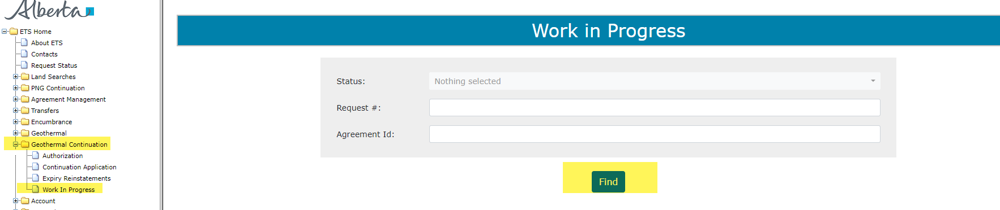 Alberta
ETS Home
About ETS
Contacts
Request Status
Land Searches
PNG Continuation
Agreement Management
Transfers
Encumbrance
Geothermal
Geothermal Continuation
Authorization
Continuation Application
Expiry Reinstatements
Work In Progress
Account
Work in Progress
Status:
Nothing selected
Request #:
Agreement Id:
Find